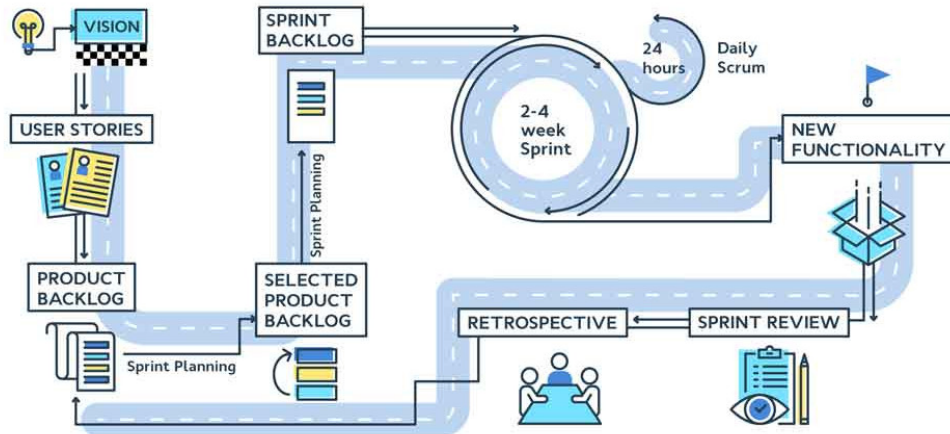 VISION
USER STORIES
PRODUCT
BACKLOG
Sprint Planning
SELECTED
PRODUCT
BACKLOG
Sprint Planning
SPRINT
BACKLOG
2-4
week
Sprint
24
hours
Daily
Scrum
NEW
FUNCTIONALITY
SPRINT REVIEW
RETROSPECTIVE